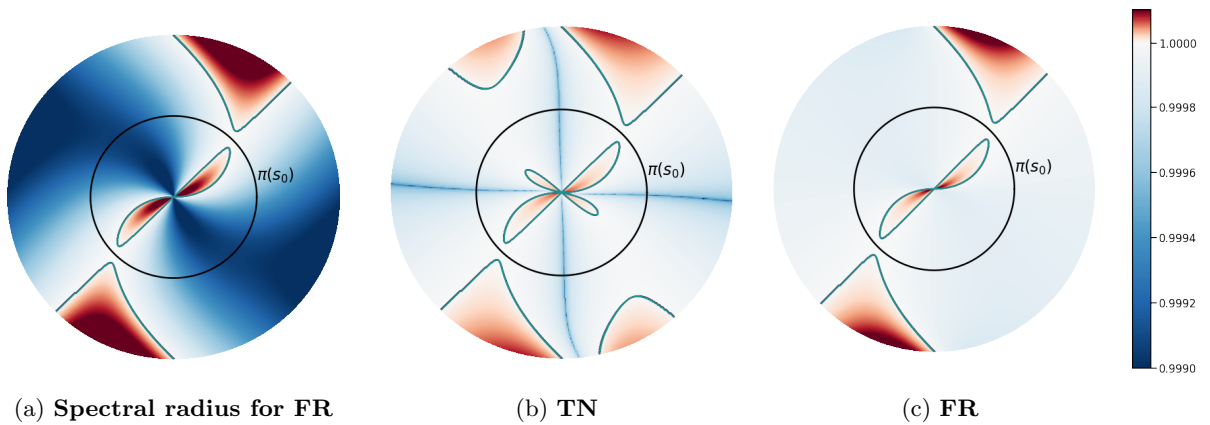 π(s₀)
π(s₀)
π(s₀)
1.0000
0.9998
0.9996
0.9994
0.9992
0.9990
(a) Spectral radius for FR
(b) TN
(c) FR